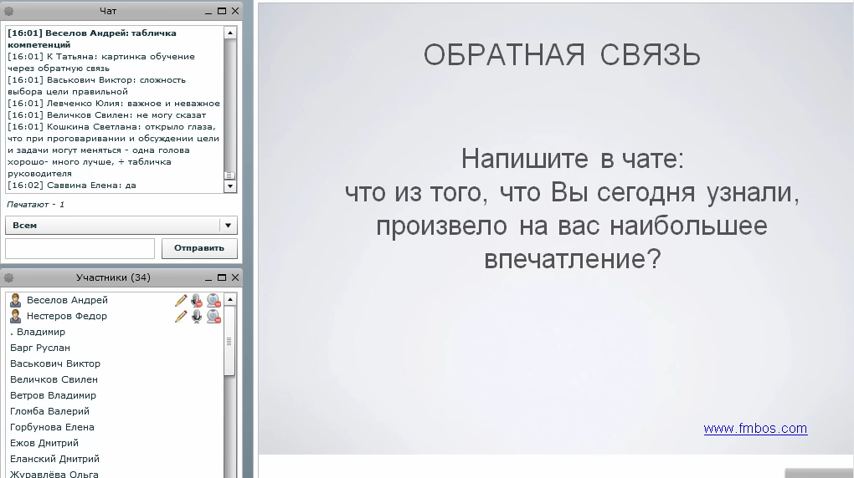 Чат
[16:01] Веселов Андрей: табличка
компетенций
[16:01] К Татьяна: картинка обучение
через обратную связь
[16:01] Васькович Виктор: сложность
выбора цели правильной
[16:01] Левченко Юлия: важное и неважное
[16:01] Величков Свилен: не могу сказат
[16:01] Кошкина Светлана: открыло глаза,
что при проговаривании и обсуждении цели
и задачи могут меняться - одна голова
хорошо- много лучше, + табличка
руководителя
[16:02] Саввина Елена: да
Печатают - 1
Всем
Отправить
Участники (34)
Веселов Андрей
Нестеров Федор
. Владимир
Барг Руслан
Васькович Виктор
Величков Свилен
Ветров Владимир
Гломба Валерий
Горбунова Елена
Ежов Дмитрий
Еланский Дмитрий
Журавлёва Ольга
ОБРАТНАЯ СВЯЗЬ
Напишите в чате:
что из того, что Вы сегодня узнали,
произвело на вас наибольшее
впечатление?
www.fmbos.com